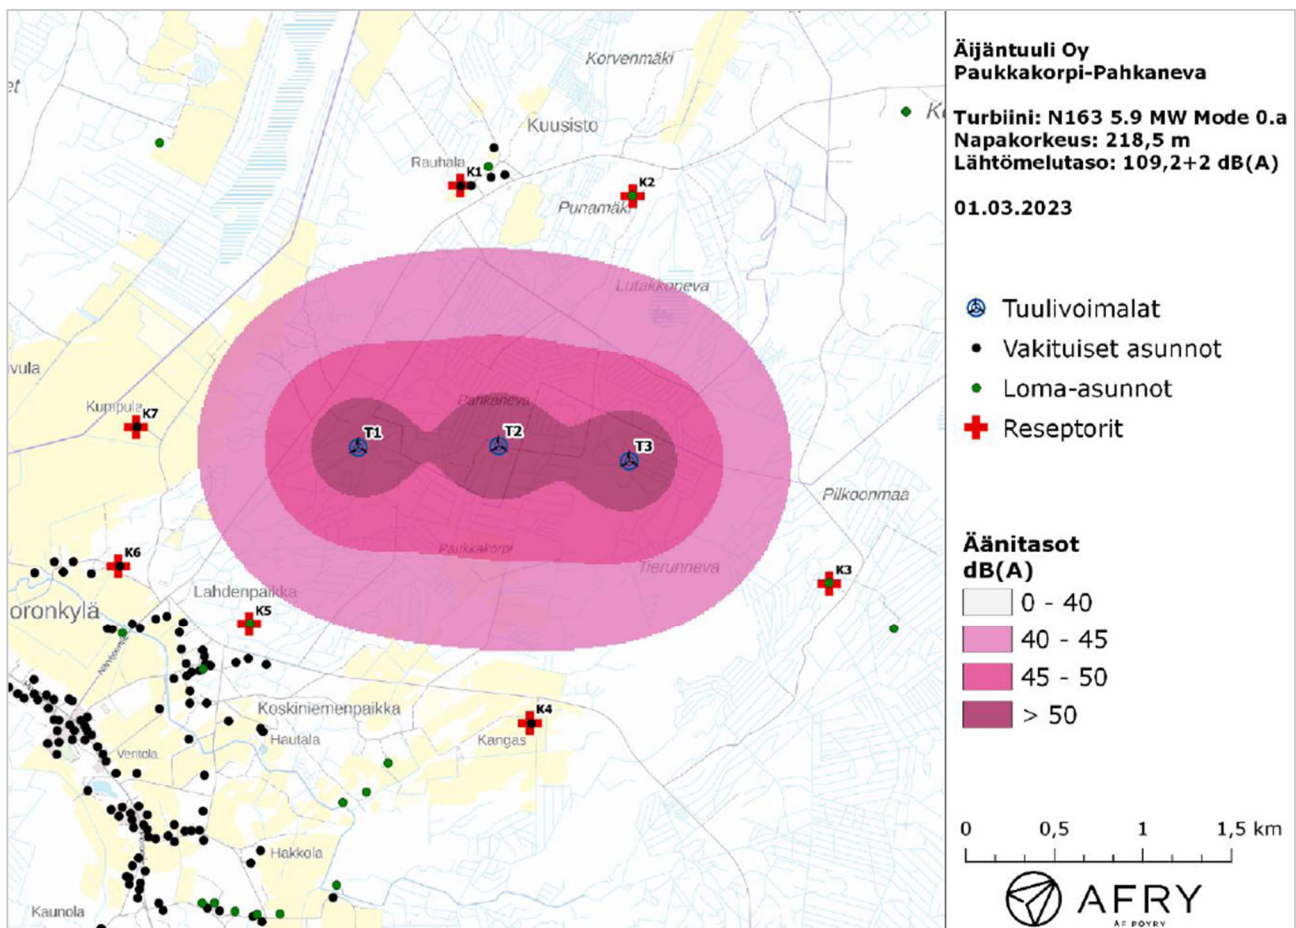 Korvenmäki
Kuusisto
Rauhala
K1
K2
Punamäki
Lutakkoneva
vula
Kumpula
K7
Pahkaneva
T1
T2
T3
Pilkoonmaa
K6
Paukkakorpi
Tierunneva
K3
Lahdenpaikka
oronkylä
K5
Koskiniemenpaikka
K4
Hautala
Kangas
Ventola
Hakkola
Kaunola
Äijäntuuli Oy
Paukkakorpi-Pahkaneva
Turbiini: N163 5.9 MW Mode 0.a
Napakorkeus: 218,5 m
Lähtömelutaso: 109,2+2 dB(A)
01.03.2023
Tuulivoimalat
Vakituiset asunnot
Loma-asunnot
Reseptorit
Äänitasot
dB(A)
0 - 40
40 - 45
45 - 50
> 50
0 0,5 1 1,5 km
AFRY
ÅF PÖYRY